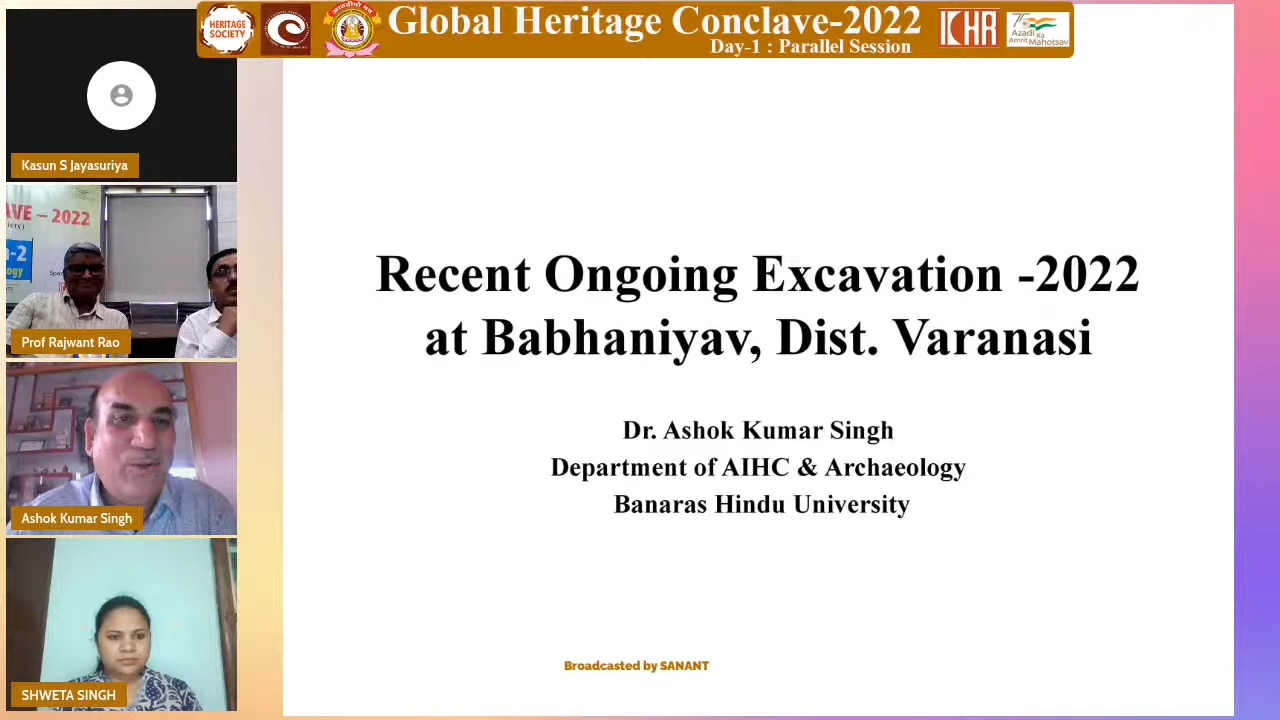 HERITAGE
SOCIETY
Global Heritage Conclave-2022
Day-1 : Parallel Session
ICHR
Azadi
Ka
Amrit Mahotsav
Kasun S Jayasuriya
AVE – 2022
Prof Rajwant Rao
Ashok Kumar Singh
SHWETA SINGH
Recent Ongoing Excavation -2022
at Babhaniyav, Dist. Varanasi
Dr. Ashok Kumar Singh
Department of AIHC & Archaeology
Banaras Hindu University
Broadcasted by SANANT